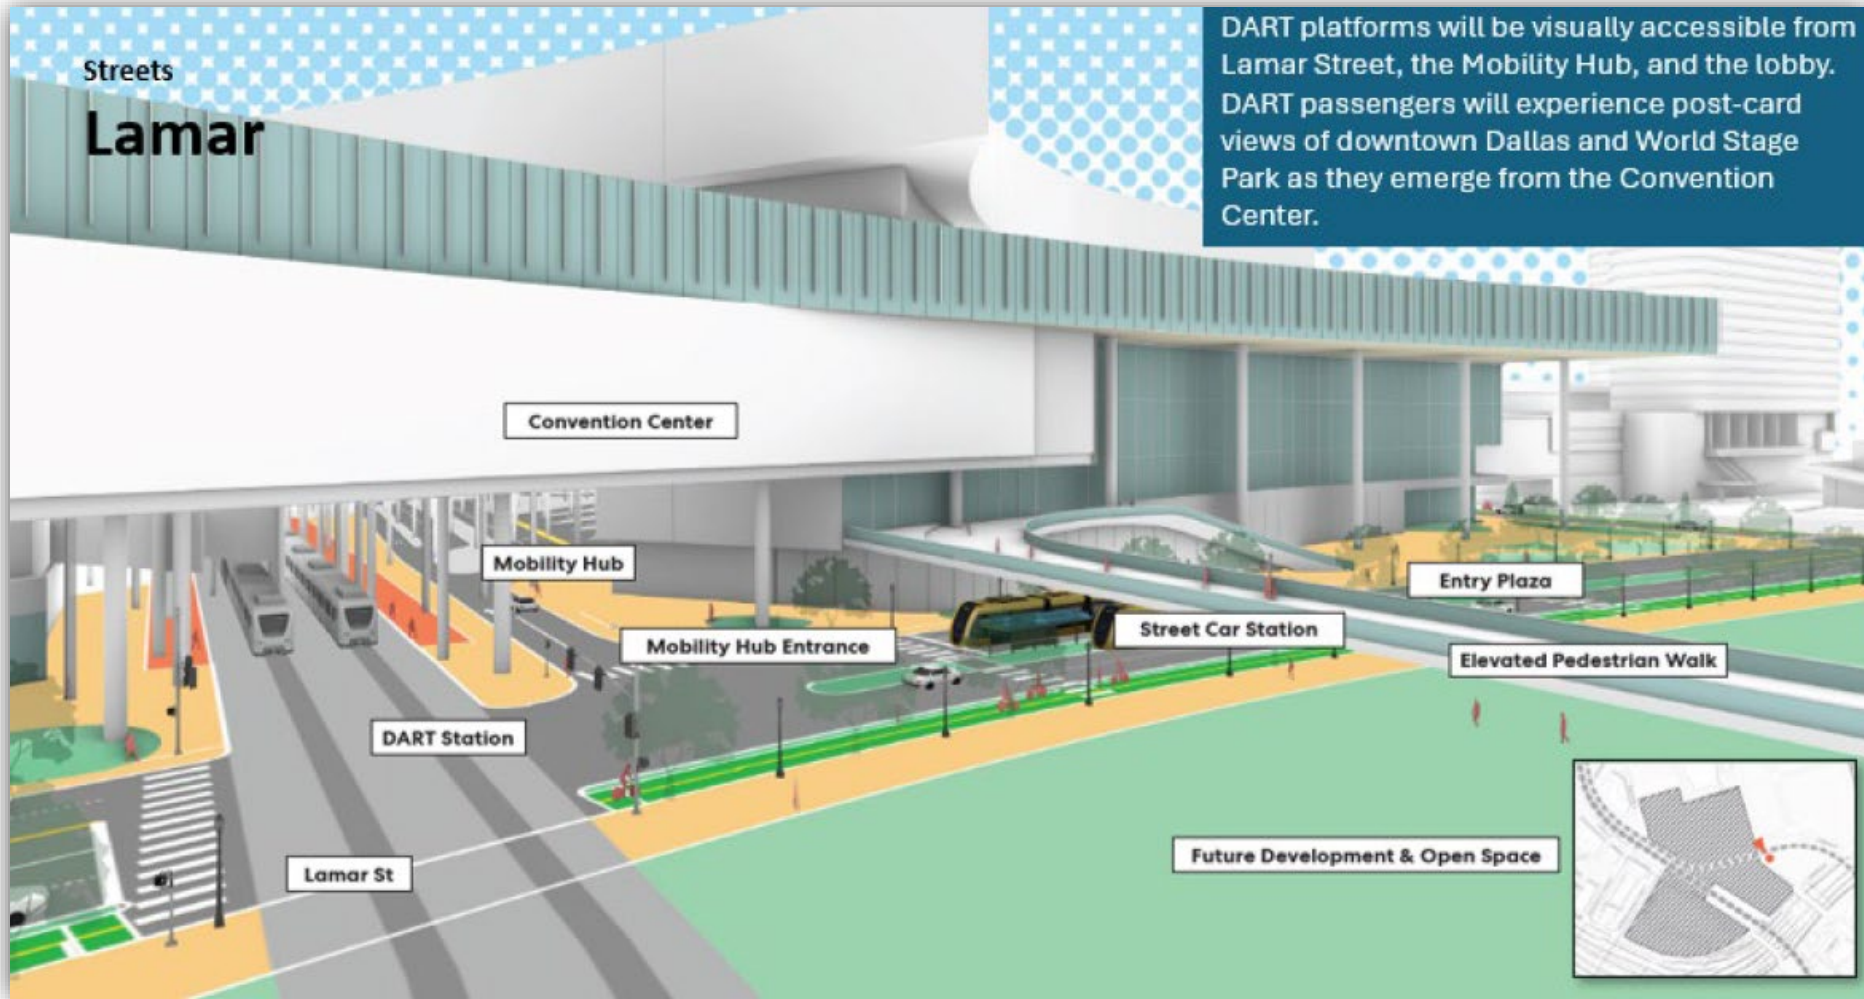 Streets
Lamar
DART platforms will be visually accessible from
Lamar Street, the Mobility Hub, and the lobby.
DART passengers will experience post-card
views of downtown Dallas and World Stage
Park as they emerge from the Convention
Center.
Convention Center
Mobility Hub
Entry Plaza
Mobility Hub Entrance
Street Car Station
Elevated Pedestrian Walk
DART Station
Future Development & Open Space
Lamar St